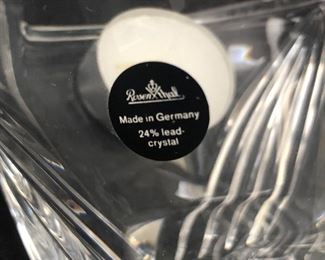 Rosenthal
Made in Germany
24% lead-
crystal